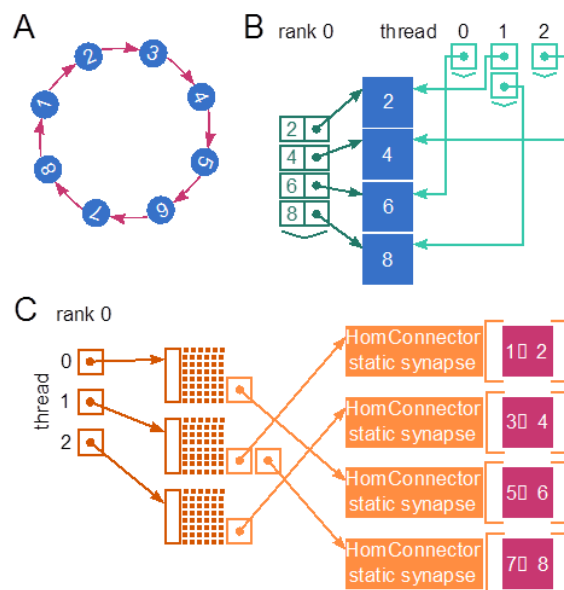 A
1
2
3
4
5
6
7
8
B
rank 0
thread
0
1
2
2
4
6
8
2
4
6
8
C
rank 0
thread
0
1
2
HomConnector
static synapse
1▯ 2
HomConnector
static synapse
3▯ 4
HomConnector
static synapse
5▯ 6
HomConnector
static synapse
7▯ 8